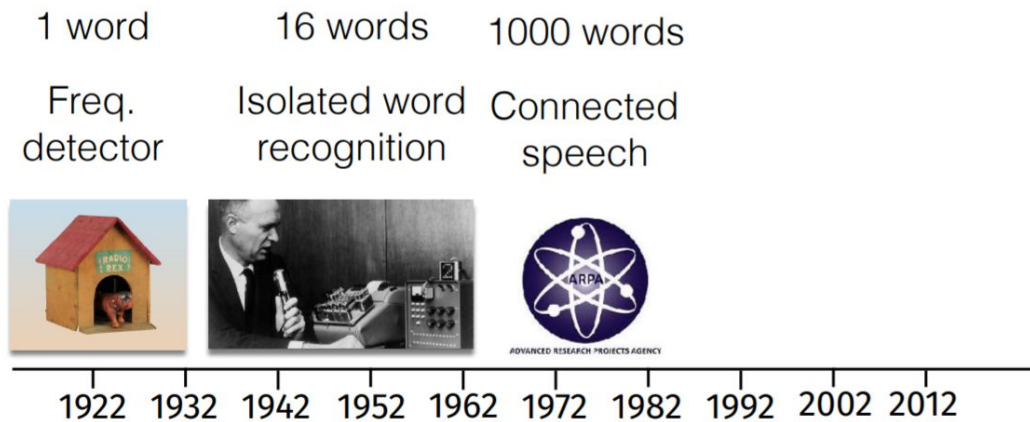 1 word
16 words
1000 words
Freq.
detector
Isolated word
recognition
Connected
speech
RADIO
REX
2
ARPA
ADVANCED RESEARCH PROJECTS AGENCY
1922 1932 1942 1952 1962 1972 1982 1992 2002 2012